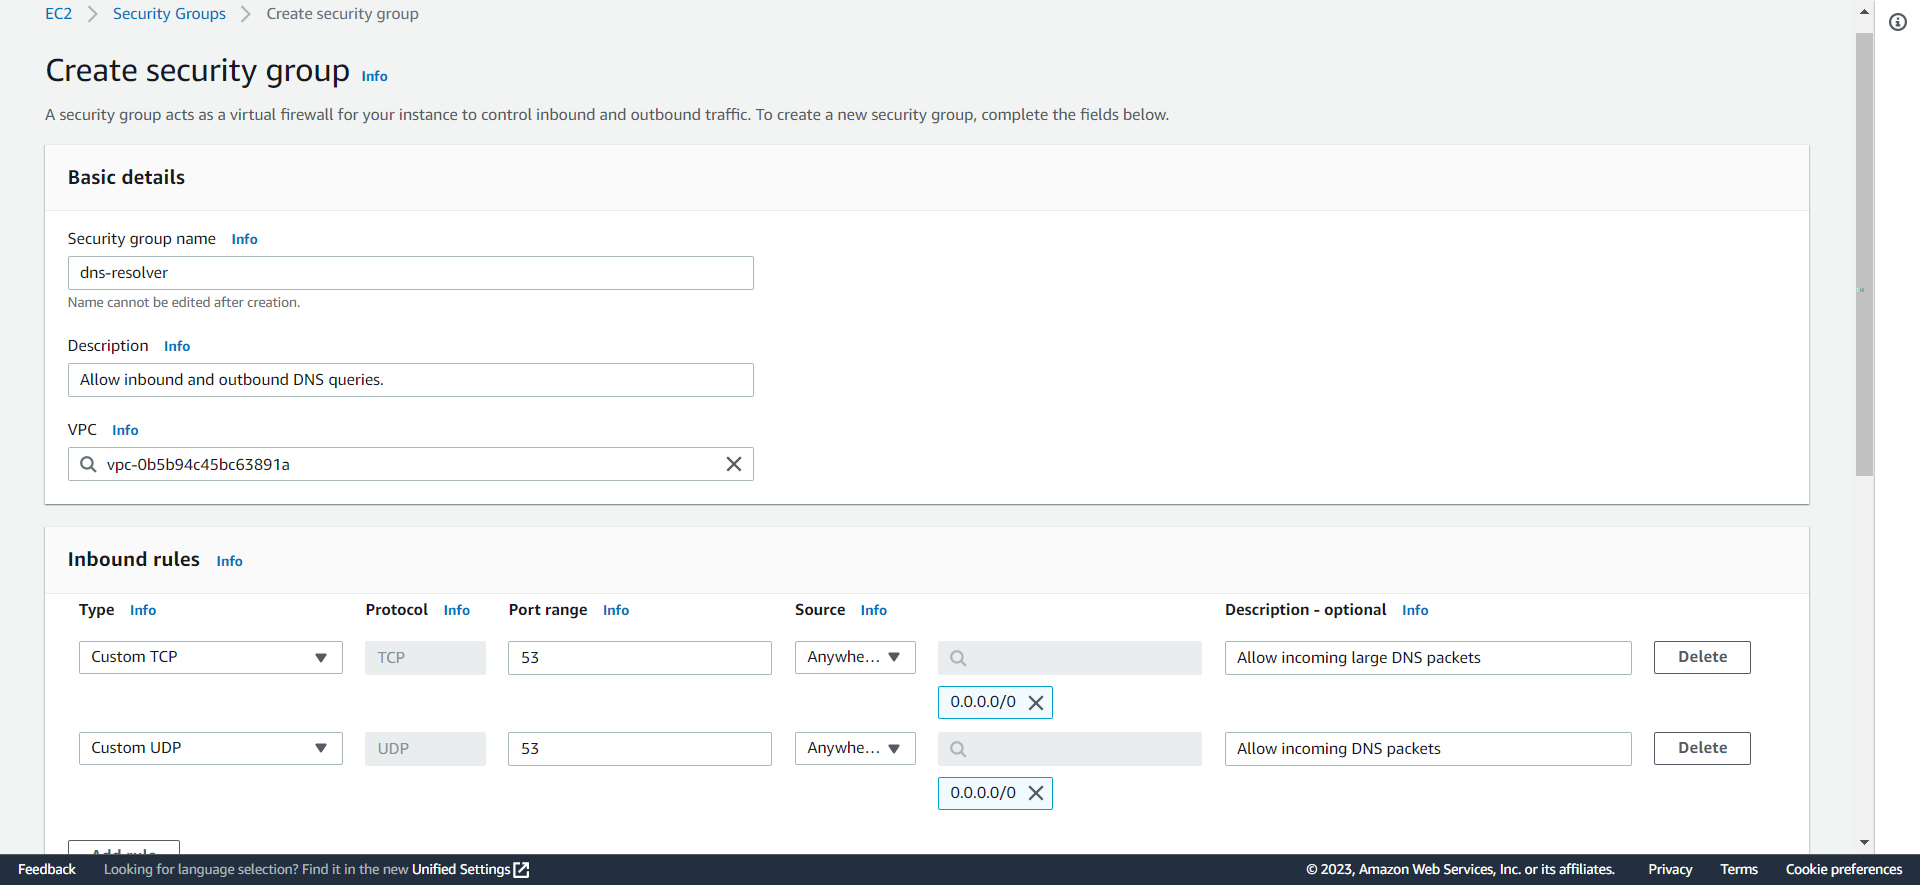 EC2 > Security Groups > Create security group
Create security group Info
A security group acts as a virtual firewall for your instance to control inbound and outbound traffic. To create a new security group, complete the fields below.
Basic details
Security group name Info
dns-resolver
Name cannot be edited after creation.
Description Info
Allow inbound and outbound DNS queries.
VPC Info
vpc-0b5b94c45bc63891a
Inbound rules Info
Type Info Protocol Info Port range Info Source Info Description - optional Info
Custom TCP TCP 53 Anywhe... Allow incoming large DNS packets Delete
0.0.0.0/0
Custom UDP UDP 53 Anywhe... Allow incoming DNS packets Delete
0.0.0.0/0
Add rule
Feedback Looking for language selection? Find it in the new Unified Settings © 2023, Amazon Web Services, Inc. or its affiliates. Privacy Terms Cookie preferences